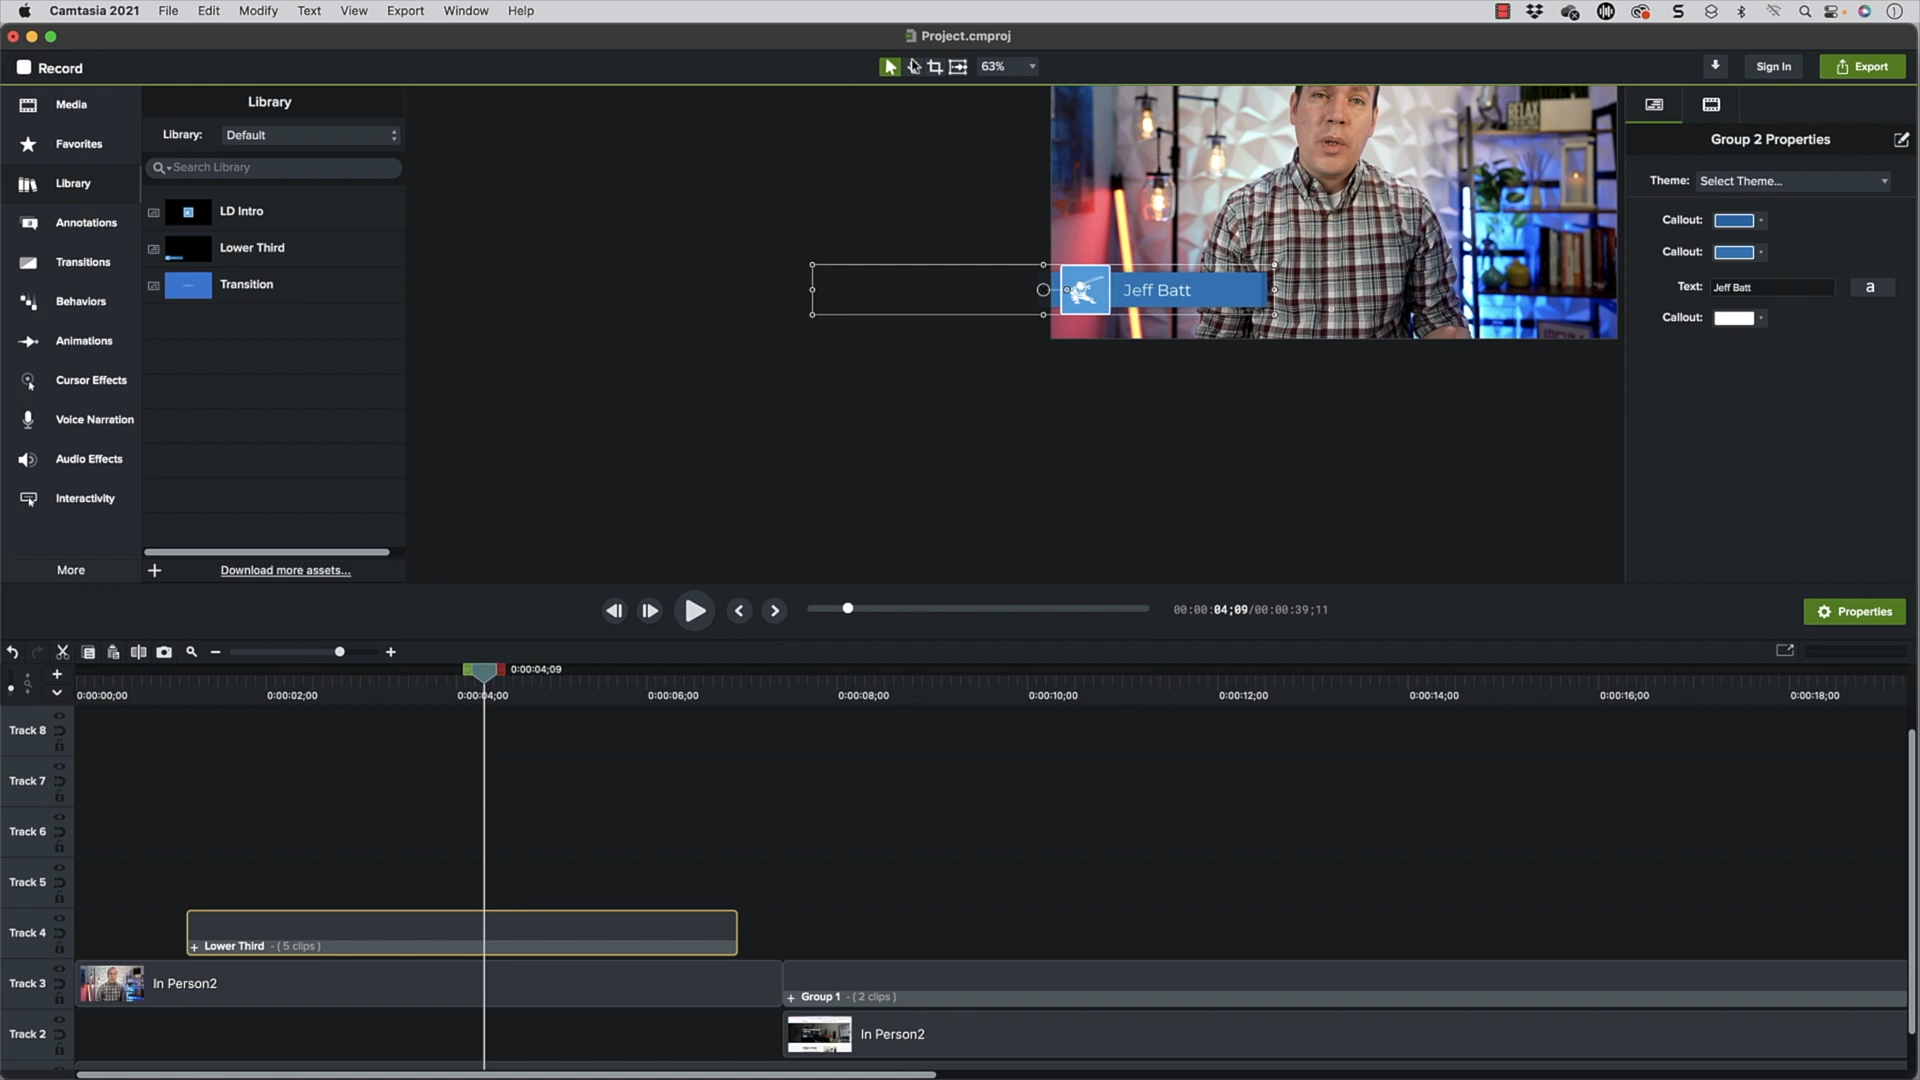 Camtasia 2021 File Edit Modify Text View Export Window Help
Project.cmproj
Record
63%
Sign In
Export
Media
Favorites
Library
Annotations
Transitions
Behaviors
Animations
Cursor Effects
Voice Narration
Audio Effects
Interactivity
More
Library
Library: Default
Search Library
LD Intro
Lower Third
Transition
Download more assets...
RELAX
Jeff Batt
Group 2 Properties
Theme: Select Theme...
Callout:
Callout:
Text: Jeff Batt a
Callout:
00:00:04;09/00:00:39;11
Properties
0:00:04;09
0:00:00;00 0:00:02;00 0:00:04;00 0:00:06;00 0:00:08;00 0:00:10;00 0:00:12;00 0:00:14;00 0:00:16;00 0:00:18;00
Track 8
Track 7
Track 6
Track 5
Track 4
+ Lower Third - ( 5 clips )
Track 3
In Person2
+ Group 1 - ( 2 clips )
Track 2
In Person2